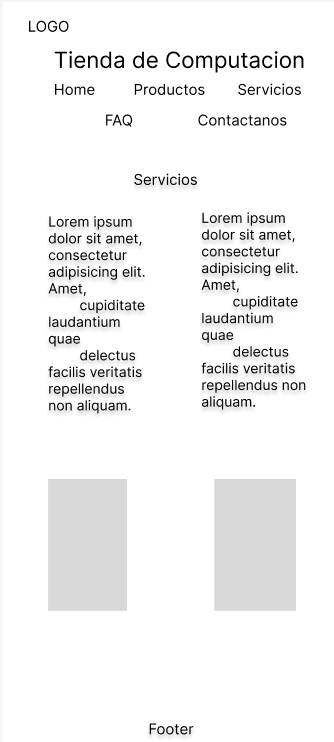 LOGO
Tienda de Computacion
Home Productos Servicios
FAQ Contactanos
Servicios
Lorem ipsum
dolor sit amet,
consectetur
adipisicing elit.
Amet,
cupiditate
laudantium
quae
delectus
facilis veritatis
repellendus
non aliquam.
Lorem ipsum
dolor sit amet,
consectetur
adipisicing elit.
Amet,
cupiditate
laudantium
quae
delectus
facilis veritatis
repellendus non
aliquam.
Footer